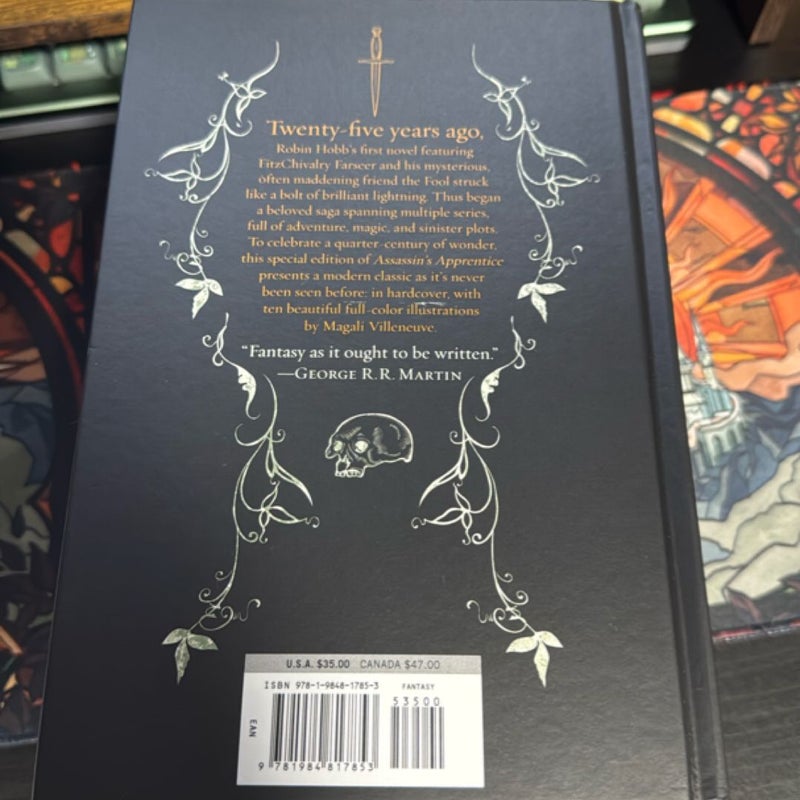 Twenty-five years ago,
Robin Hobb's first novel featuring
FitzChivalry Farseer and his mysterious,
often maddening friend the Fool struck
like a bolt of brilliant lightning. Thus began
a beloved saga spanning multiple series,
full of adventure, magic, and sinister plots.
To celebrate a quarter-century of wonder,
this special edition of Assassin's Apprentice
presents a modern classic as it's never
been seen before: in hardcover, with
ten beautiful full-color illustrations
by Magali Villeneuve.
"Fantasy as it ought to be written."
—GEORGE R.R. MARTIN
U.S.A. $35.00 CANADA $47.00
ISBN 978-1-9848-1785-3 FANTASY
53500
EAN
9 781984 817853